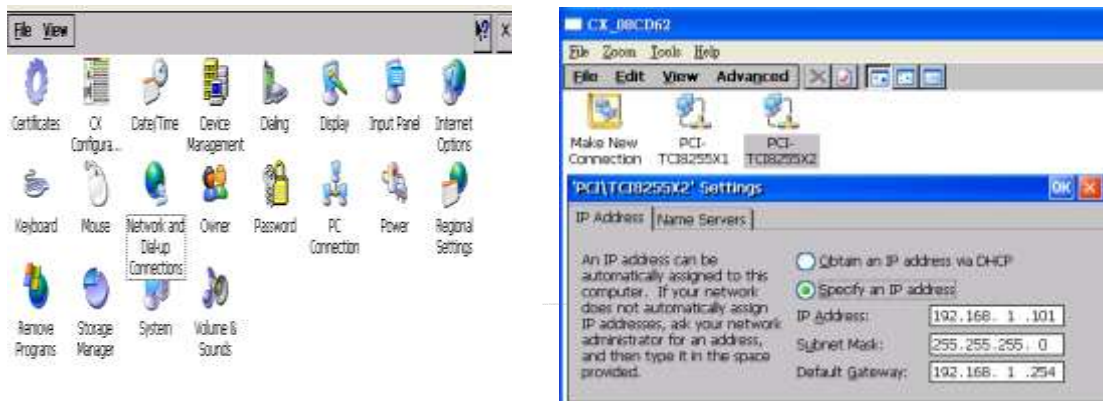 File View
Certificates
CX Configura...
Date/Time
Device Management
Dialing
Display
Input Panel
Internet Options
Keyboard
Mouse
Network and Dial-up Connections
Owner
Password
PC Connection
Power
Regional Settings
Remove Programs
Storage Manager
System
Volume & Sounds
CX_08CD62
File Zoom Tools Help
File Edit View Advanced
Make New Connection
PCI-TCI8255X1
PCI-TCI8255X2
'PCI\TCI8255X2' Settings
OK
IP Address Name Servers
An IP address can be
automatically assigned to this
computer. If your network
does not automatically assign
IP addresses, ask your network
administrator for an address,
and then type it in the space
provided.
Obtain an IP address via DHCP
Specify an IP address
IP Address: 192.168. 1 .101
Subnet Mask: 255.255.255. 0
Default Gateway: 192.168. 1 .254